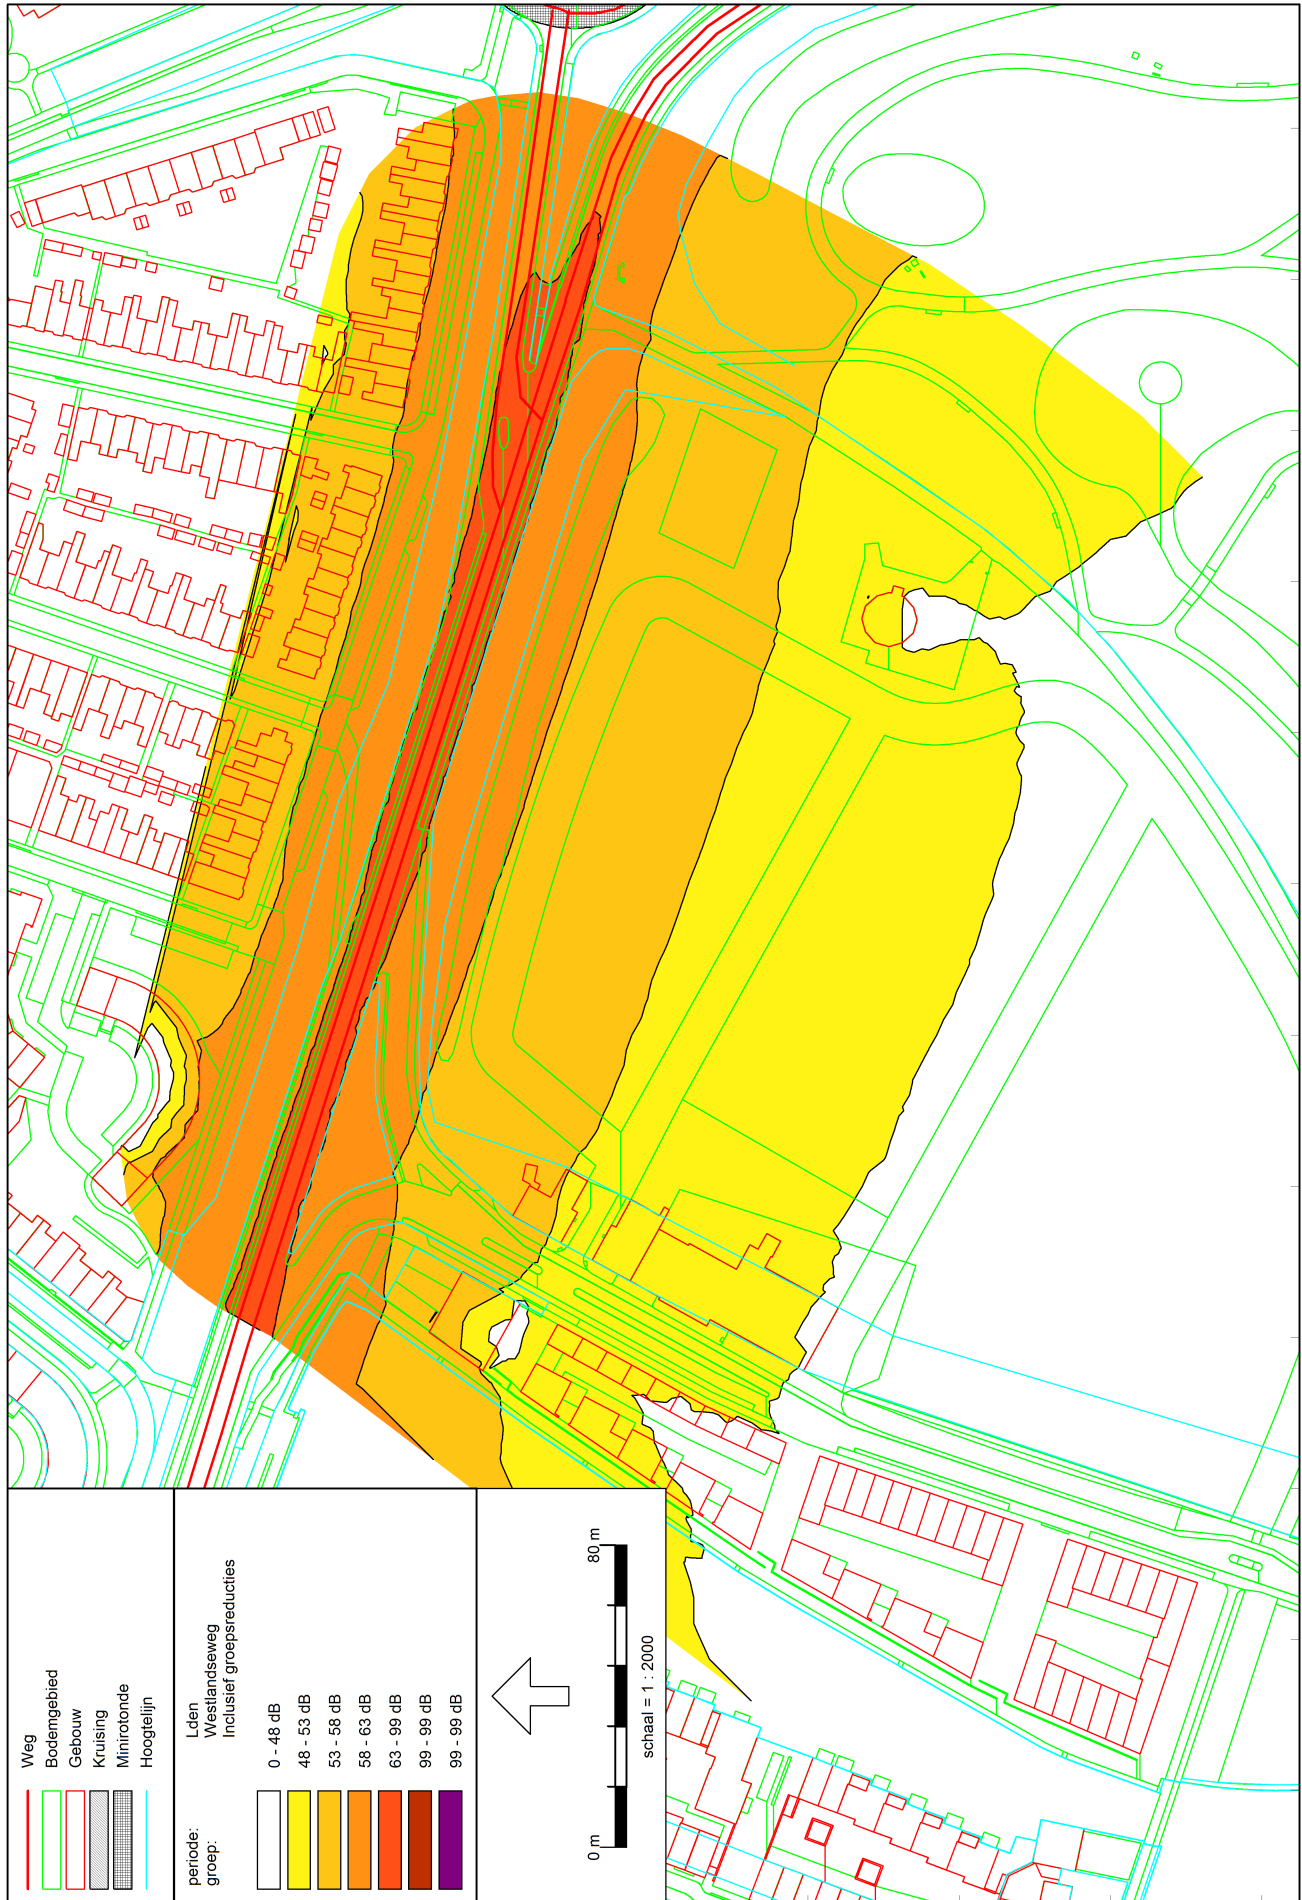 Weg
Bodemgebied
Gebouw
Kruising
Minirotonde
Hoogtelijn
periode: Lden
groep: Westlandseweg
Inclusief groepsreducties
0 - 48 dB
48 - 53 dB
53 - 58 dB
58 - 63 dB
63 - 99 dB
99 - 99 dB
99 - 99 dB
0 m 80 m
schaal = 1 : 2000